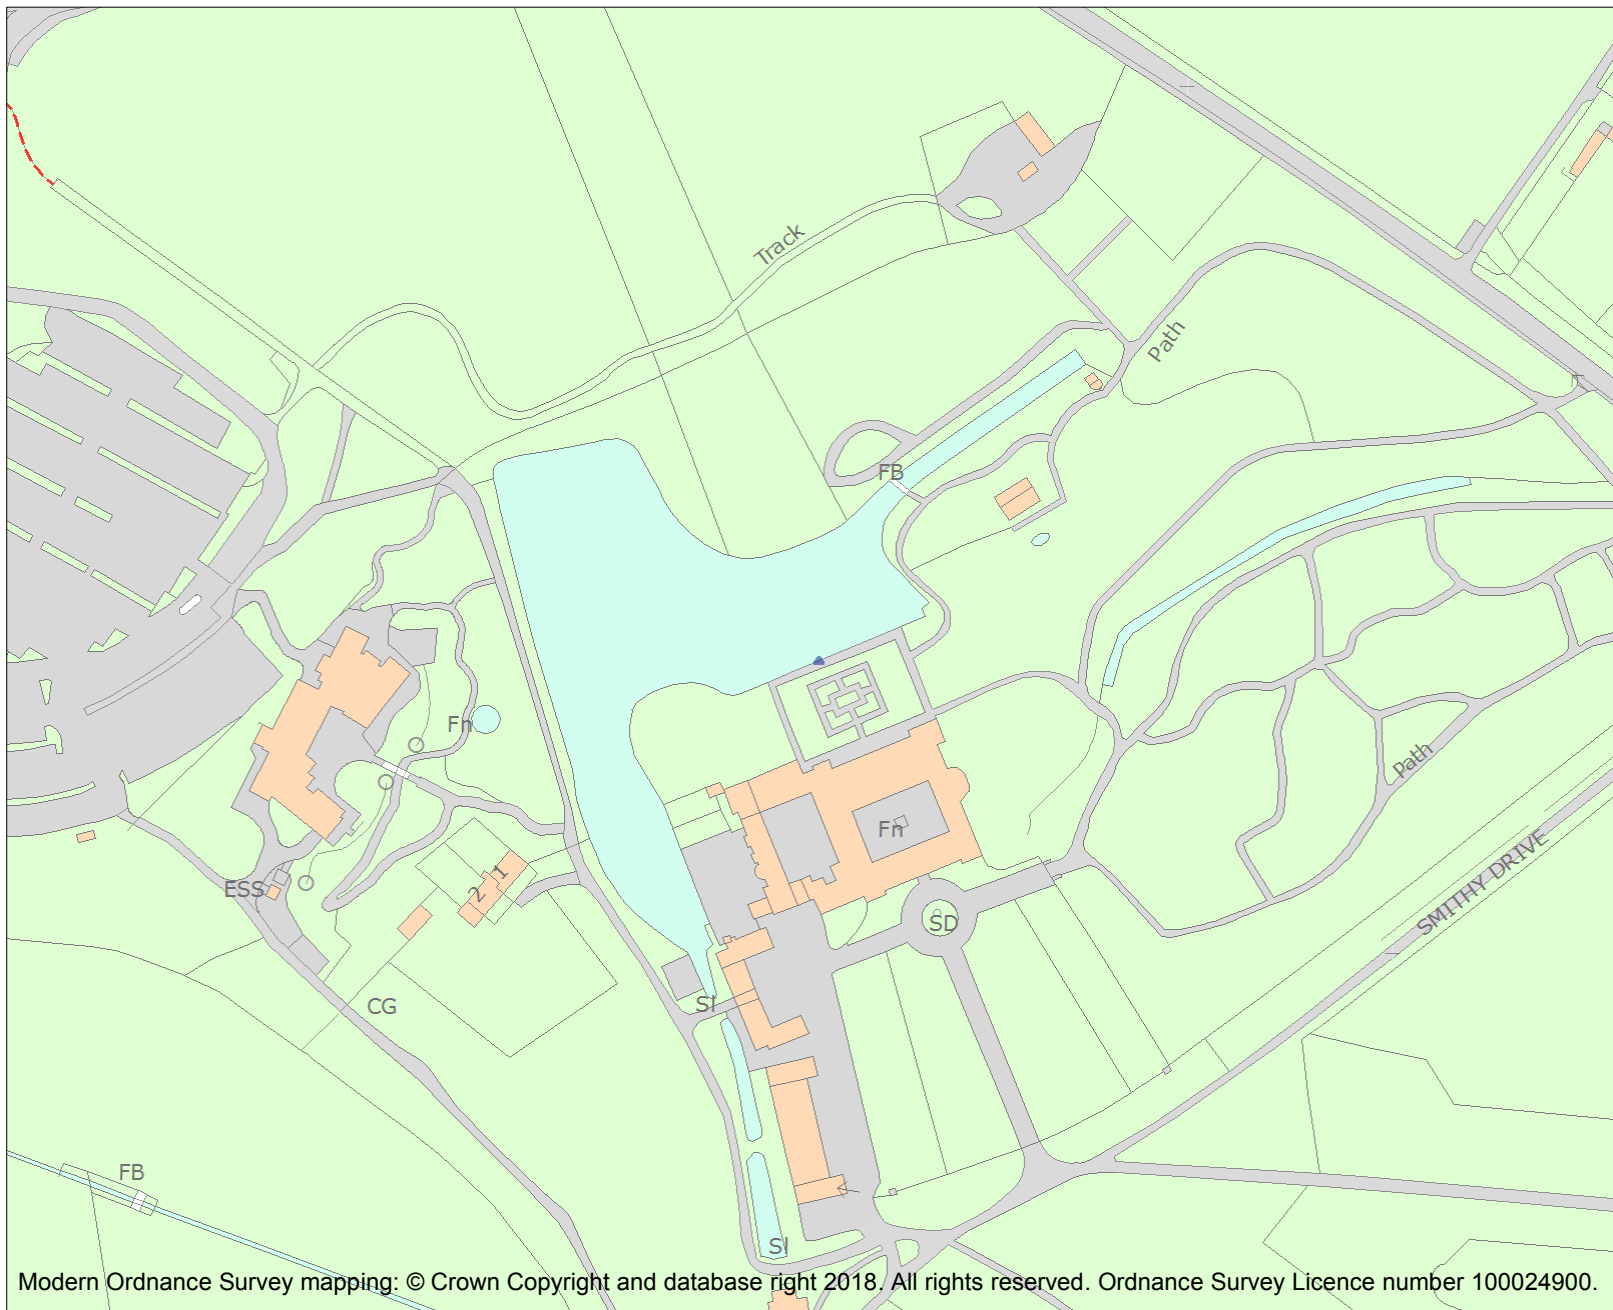 Track
Path
FB
Fn
Path
Fn
SMITHY DRIVE
ESS
2 1
SD
CG
Sl
FB
Sl
Modern Ordnance Survey mapping: © Crown Copyright and database right 2018. All rights reserved. Ordnance Survey Licence number 100024900.